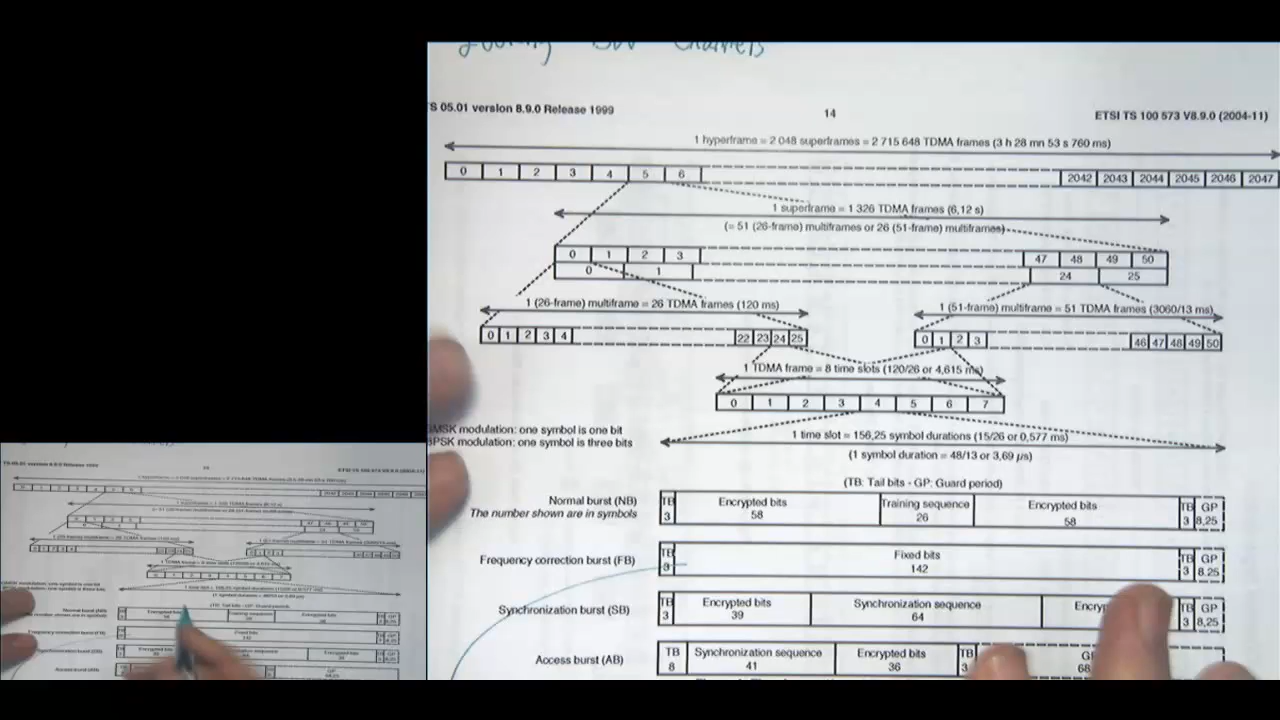 Looking BW Channels
TS 05.01 version 8.9.0 Release 1999 14 ETSI TS 100 573 V8.9.0 (2004-11)
1 hyperframe = 2 048 superframes = 2 715 648 TDMA frames (3 h 28 mn 53 s 760 ms)
0 1 2 3 4 5 6 2042 2043 2044 2045 2046 2047
1 superframe = 1 326 TDMA frames (6,12 s)
(= 51 (26-frame) multiframes or 26 (51-frame) multiframes)
0 1 2 3 47 48 49 50
0 1 24 25
1 (26-frame) multiframe = 26 TDMA frames (120 ms) 1 (51-frame) multiframe = 51 TDMA frames (3060/13 ms)
0 1 2 3 4 22 23 24 25 0 1 2 3 46 47 48 49 50
1 TDMA frame = 8 time slots (120/26 or 4,615 ms)
0 1 2 3 4 5 6 7
GMSK modulation: one symbol is one bit
8PSK modulation: one symbol is three bits
1 time slot = 156,25 symbol durations (15/26 or 0,577 ms)
(1 symbol duration = 48/13 or 3,69 µs)
(TB: Tail bits - GP: Guard period)
Normal burst (NB) TB Encrypted bits Training sequence Encrypted bits TB GP
The number shown are in symbols 3 58 26 58 3 8,25
Frequency correction burst (FB) TB Fixed bits TB GP
3 142 3 8,25
Synchronization burst (SB) TB Encrypted bits Synchronization sequence TB GP
3 39 64 3 8,25
Access burst (AB) TB Synchronization sequence Encrypted bits TB
8 41 36 3 68